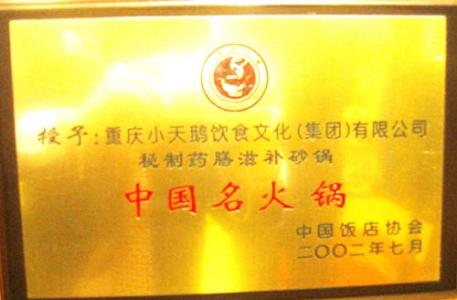 授予:重庆小天鹅饮食文化(集团)有限公司
秘制药膳滋补砂锅
中国名火锅
中国饭店协会
二〇〇二年七月